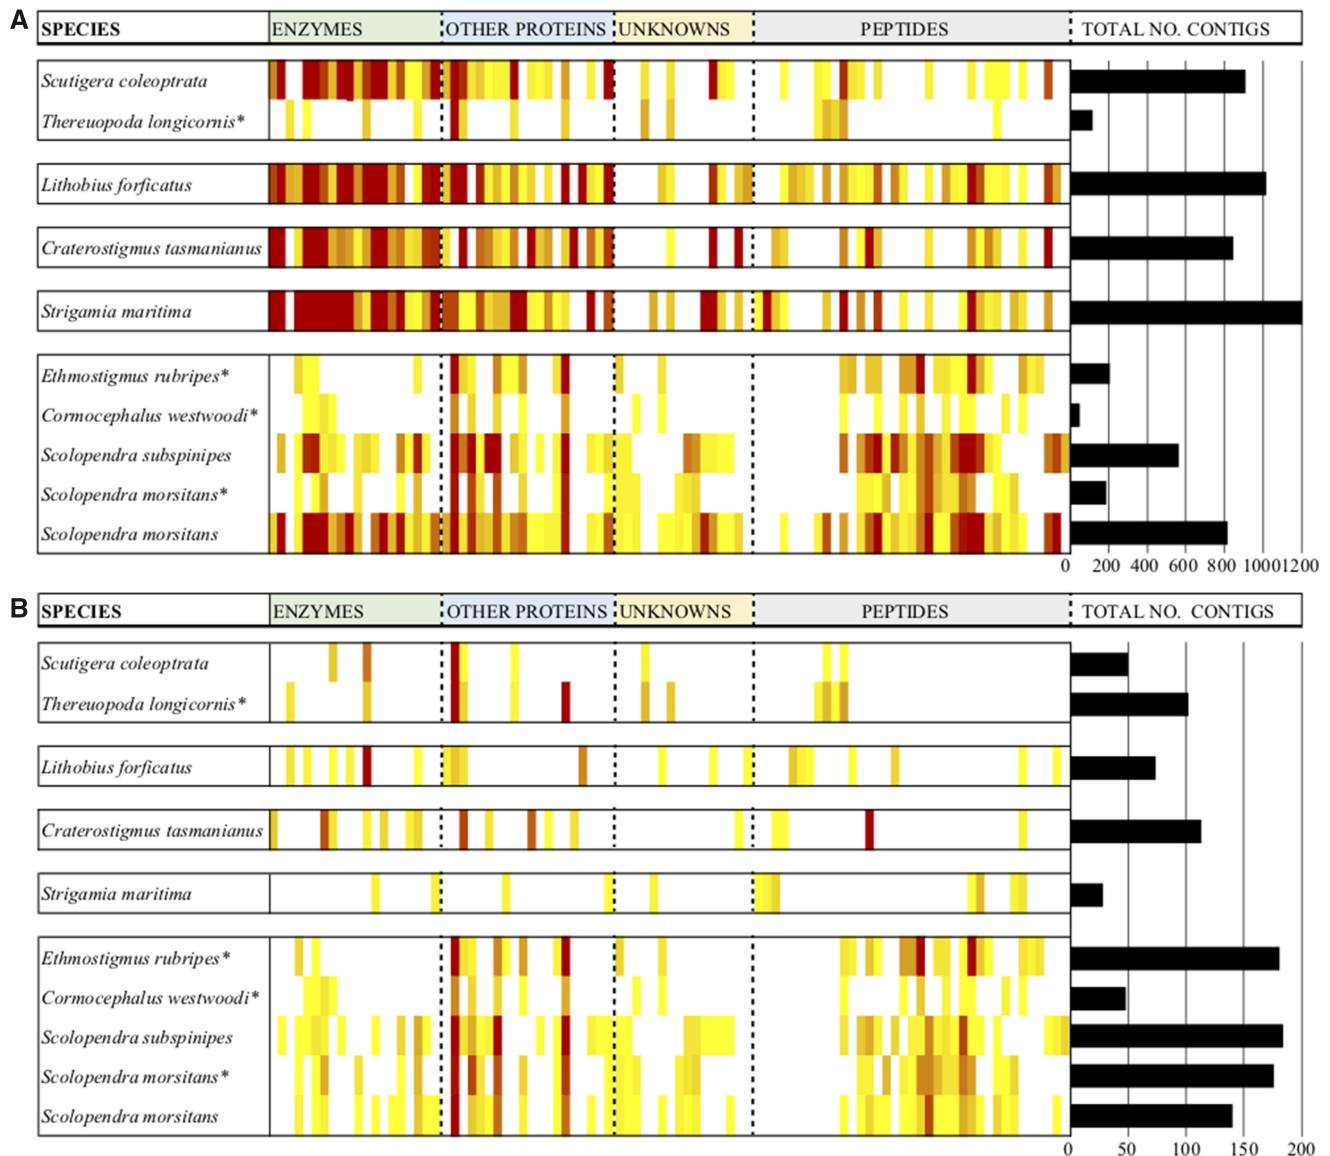 A
SPECIES ENZYMES OTHER PROTEINS UNKNOWNS PEPTIDES TOTAL NO. CONTIGS
Scutigera coleoptrata
Thereuopoda longicornis*
Lithobius forficatus
Craterostigmus tasmanianus
Strigamia maritima
Ethmostigmus rubripes*
Cormocephalus westwoodi*
Scolopendra subspinipes
Scolopendra morsitans*
Scolopendra morsitans
0 200 400 600 800 1000 1200
B
SPECIES ENZYMES OTHER PROTEINS UNKNOWNS PEPTIDES TOTAL NO. CONTIGS
Scutigera coleoptrata
Thereuopoda longicornis*
Lithobius forficatus
Craterostigmus tasmanianus
Strigamia maritima
Ethmostigmus rubripes*
Cormocephalus westwoodi*
Scolopendra subspinipes
Scolopendra morsitans*
Scolopendra morsitans
0 50 100 150 200